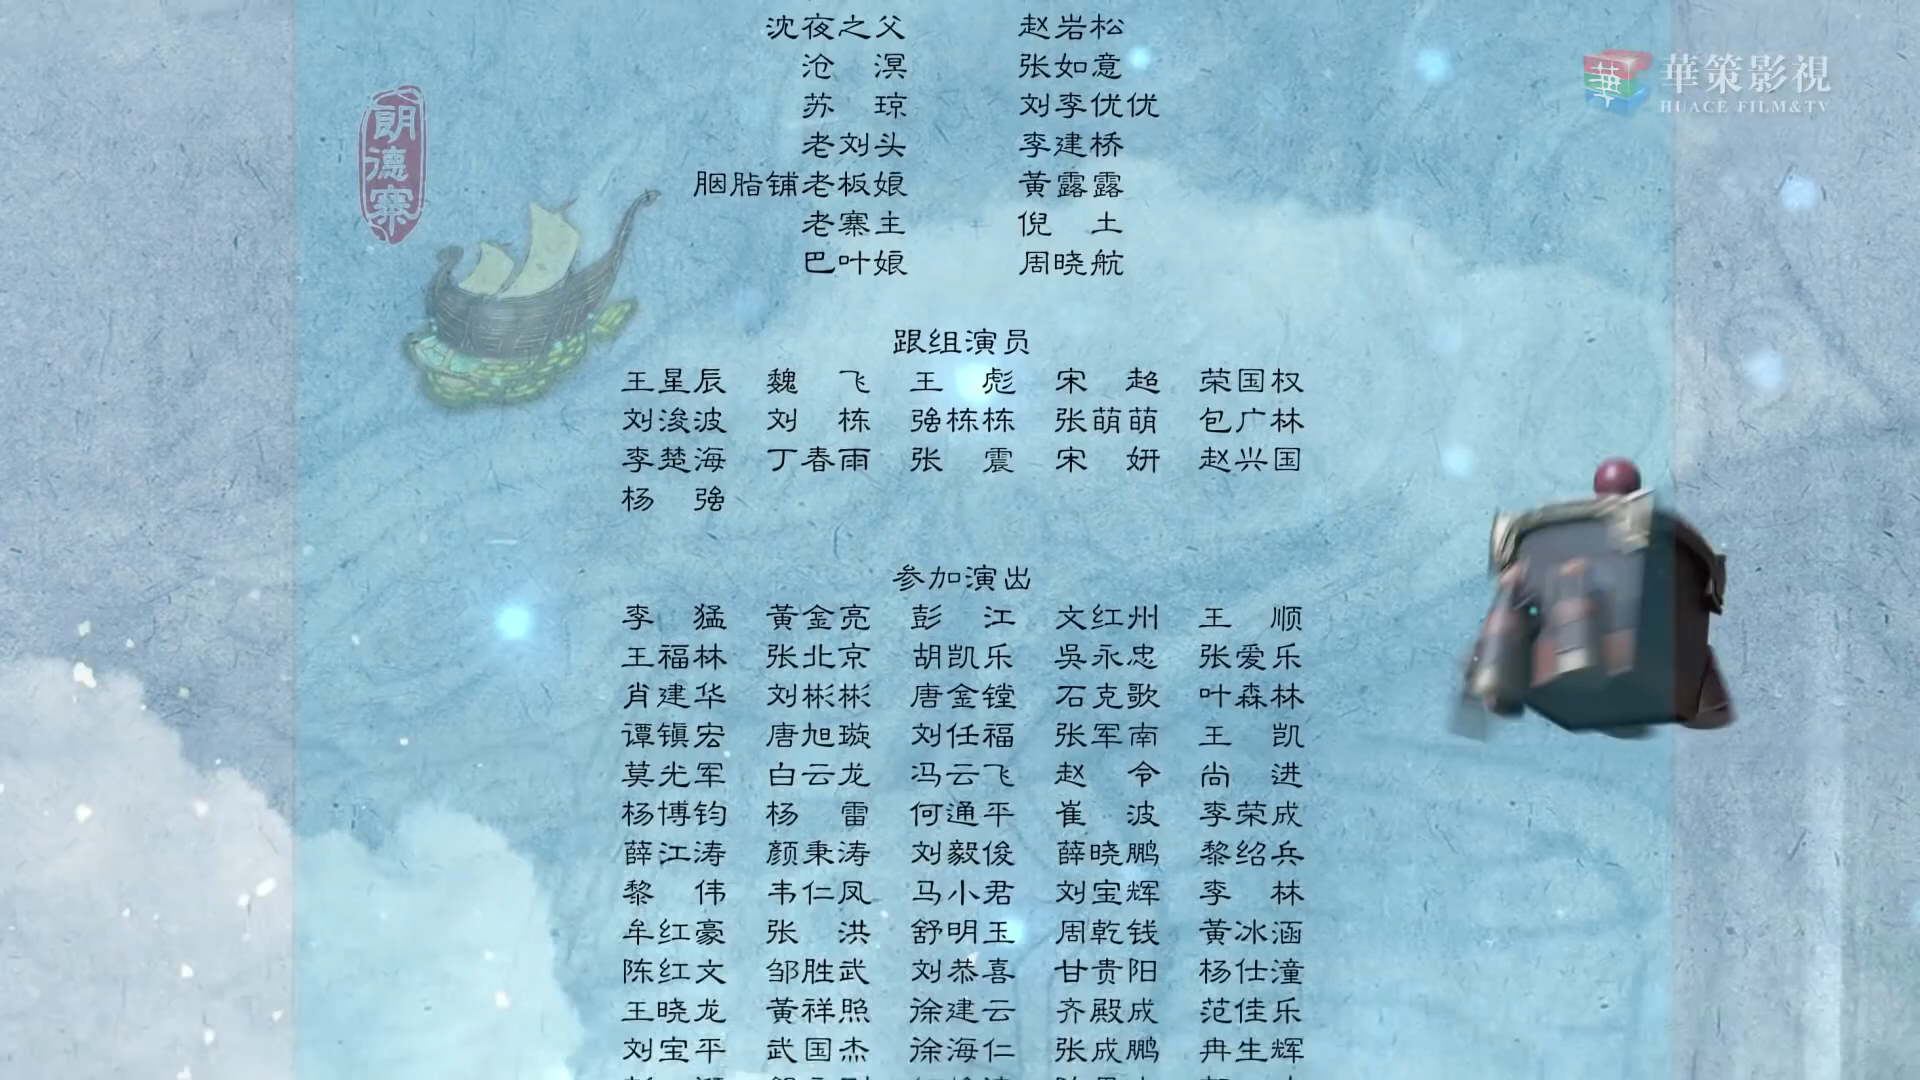 沈夜之父 赵岩松
沧溟 张如意
苏琼 刘李优优
老刘头 李建桥
胭脂铺老板娘 黄露露
老寨主 倪土
巴叶娘 周晓航
華策影視
HUACE FILM&TV
朗德寨
跟组演员
王星辰 魏飞 王彪 宋超 荣国权
刘浚波 刘栋 强栋栋 张萌萌 包广林
李楚海 丁春雨 张震 宋妍 赵兴国
杨强
参加演出
李猛 黄金亮 彭江 文红州 王顺
王福林 张北京 胡凯乐 吴永忠 张爱乐
肖建华 刘彬彬 唐金镗 石克歌 叶森林
谭镇宏 唐旭璇 刘任福 张军南 王凯
莫光军 白云龙 冯云飞 赵令 尚进
杨博钧 杨雷 何通平 崔波 李荣成
薛江涛 颜秉涛 刘毅俊 薛晓鹏 黎绍兵
黎伟 韦仁凤 马小君 刘宝辉 李林
牟红豪 张洪 舒明玉 周乾钱 黄冰涵
陈红文 邹胜武 刘恭喜 甘贵阳 杨仕潼
王晓龙 黄祥照 徐建云 齐殿成 范佳乐
刘宝平 武国杰 徐海仁 张成鹏 冉生辉